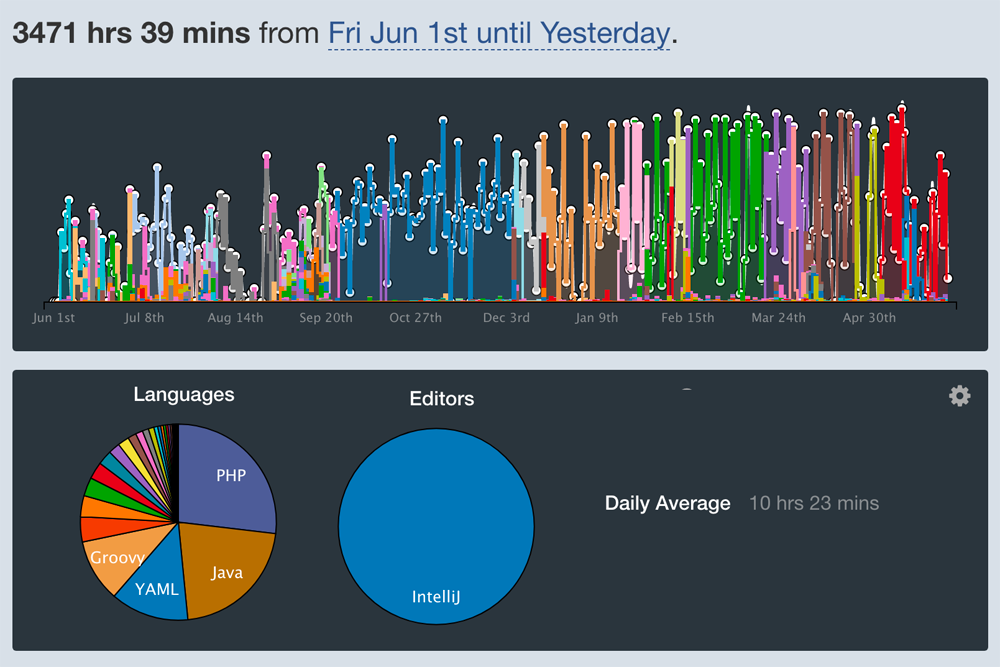 3471 hrs 39 mins from Fri Jun 1st until Yesterday.
Jun 1st Jul 8th Aug 14th Sep 20th Oct 27th Dec 3rd Jan 9th Feb 15th Mar 24th Apr 30th
Languages
Editors
PHP
Java
YAML
Groovy
IntelliJ
Daily Average 10 hrs 23 mins